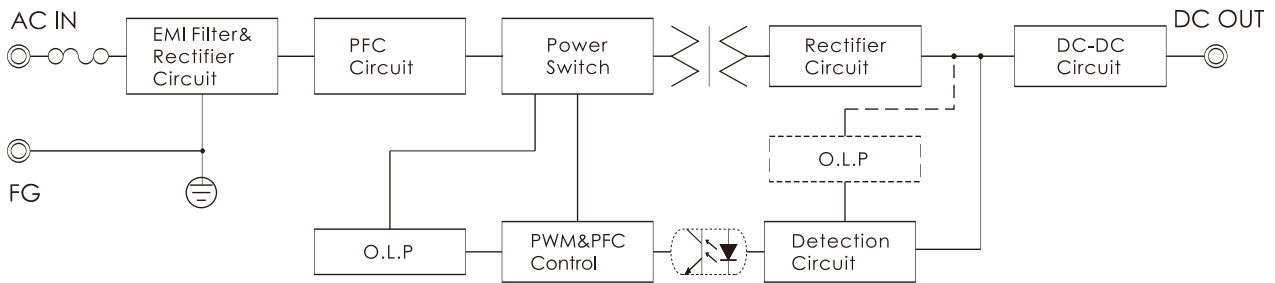 AC IN
EMI Filter&
Rectifier
Circuit
PFC
Circuit
Power
Switch
Rectifier
Circuit
DC-DC
Circuit
DC OUT
FG
O.L.P
O.L.P
PWM&PFC
Control
Detection
Circuit